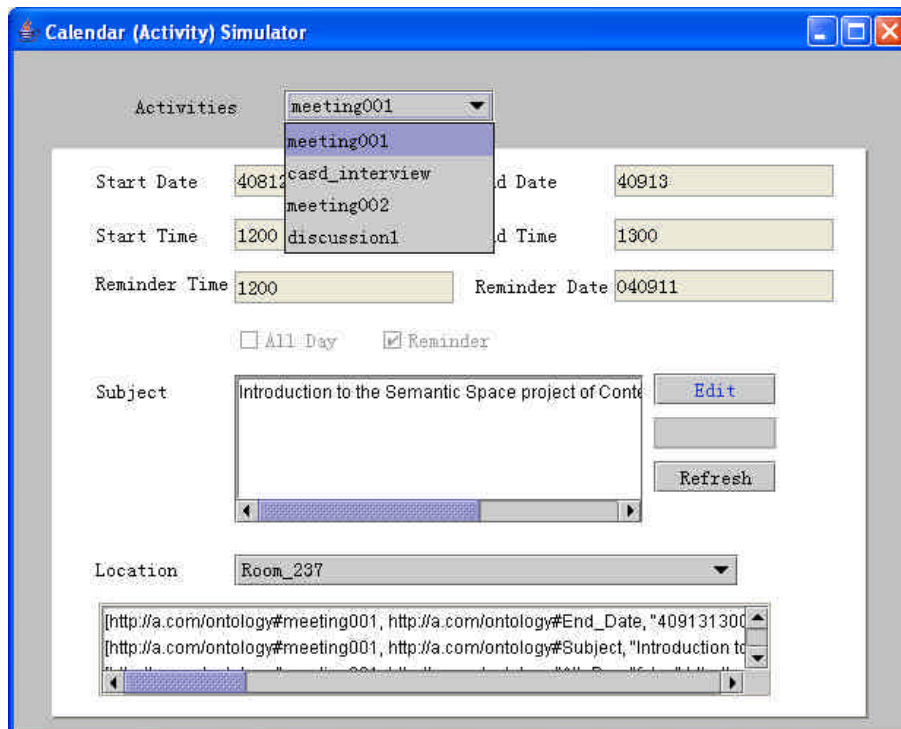 Calendar (Activity) Simulator
Activities meeting001
meeting001
casd_interview
meeting002
discussion1
Start Date 40812 d Date 40913
Start Time 1200 d Time 1300
Reminder Time 1200 Reminder Date 040911
All Day Reminder
Subject Introduction to the Semantic Space project of Conte
Edit
Refresh
Location Room_237
[http://a.com/ontology#meeting001, http://a.com/ontology#End_Date, "409131300
[http://a.com/ontology#meeting001, http://a.com/ontology#Subject, "Introduction to